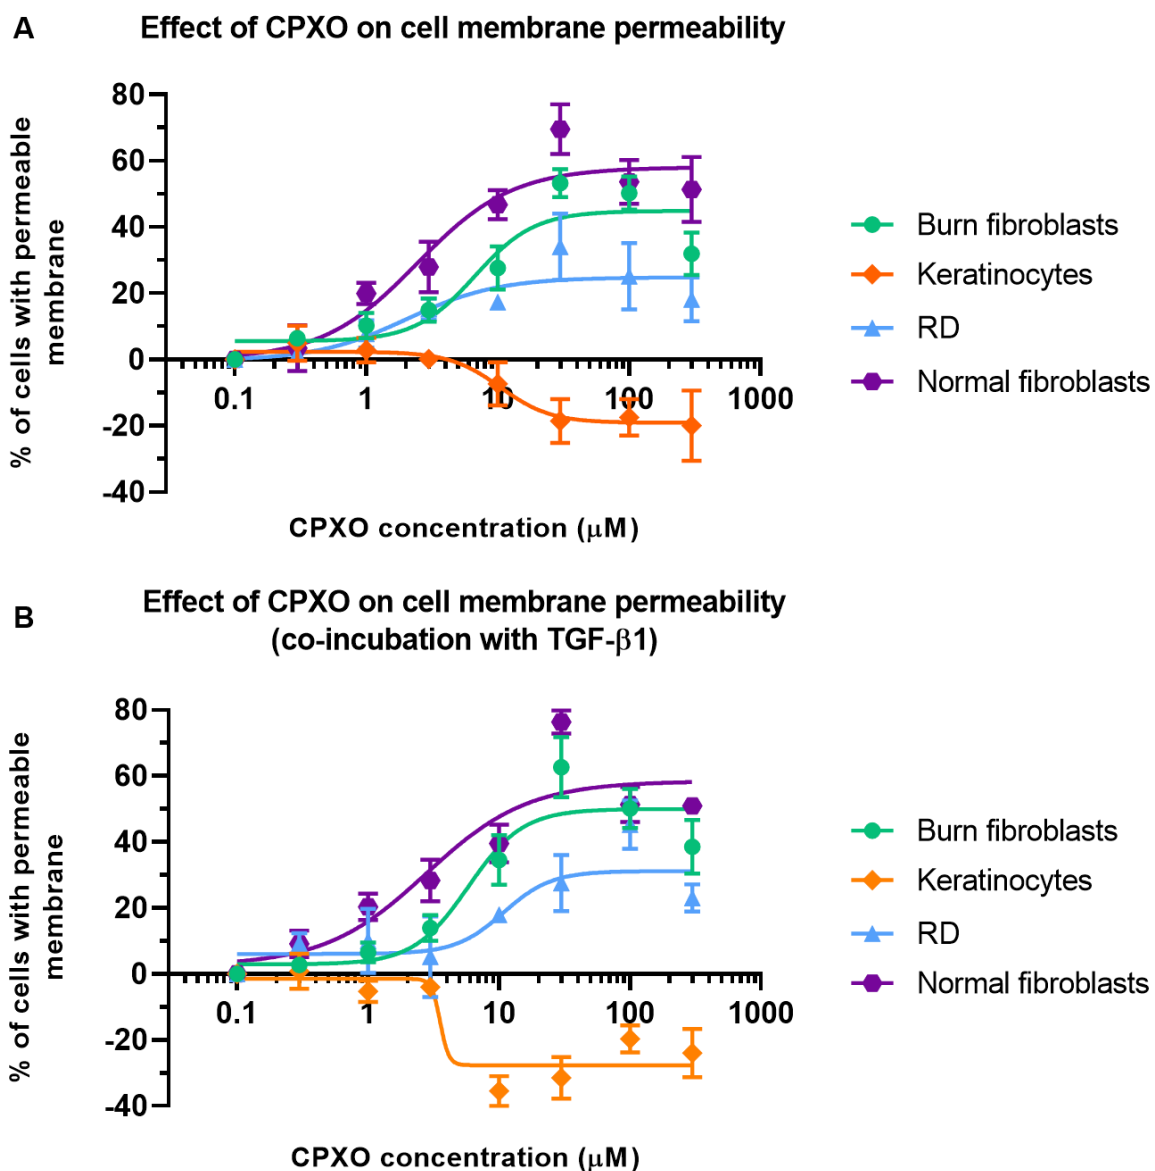 A
Effect of CPXO on cell membrane permeability
% of cells with permeable
membrane
80
60
40
20
0
-20
-40
0.1
1
10
100
1000
CPXO concentration (μM)
Burn fibroblasts
Keratinocytes
RD
Normal fibroblasts
B
Effect of CPXO on cell membrane permeability
(co-incubation with TGF-β1)
% of cells with permeable
membrane
80
60
40
20
0
-20
-40
0.1
1
10
100
1000
CPXO concentration (μM)
Burn fibroblasts
Keratinocytes
RD
Normal fibroblasts